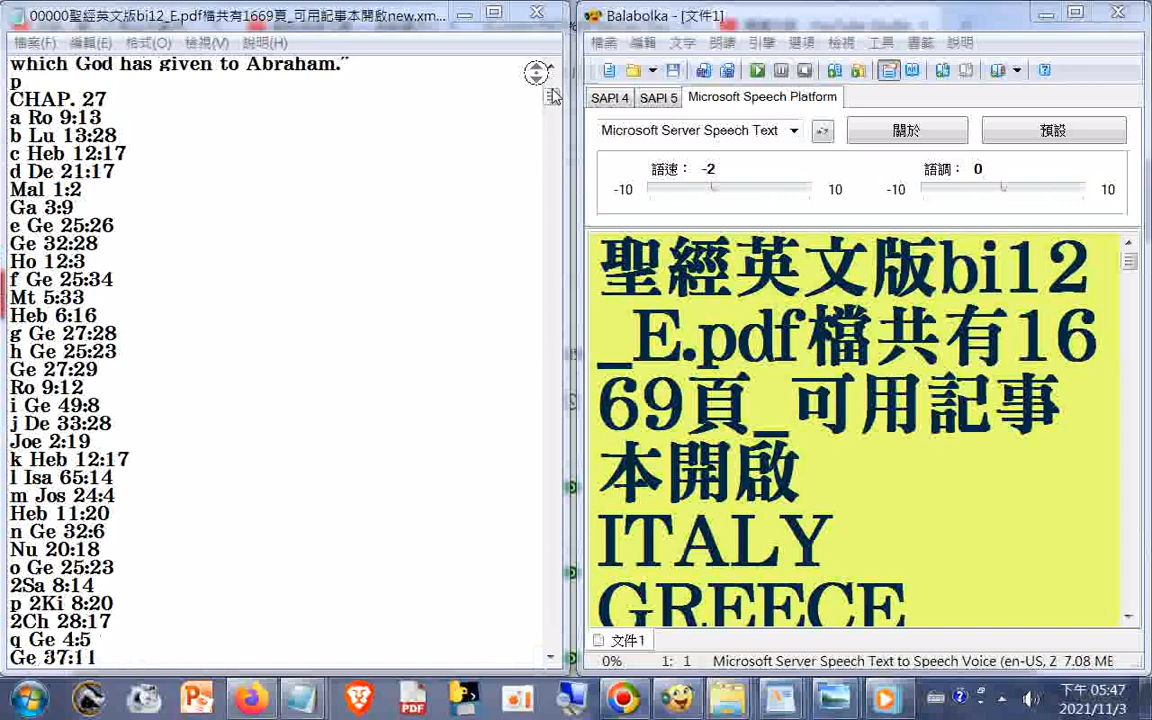 00000聖經英文版bi12_E.pdf檔共有1669頁_可用記事本開啟new.xm...
檔案(F) 編輯(E) 格式(O) 檢視(V) 說明(H)
which God has given to Abraham.”
p
CHAP. 27
a Ro 9:13
b Lu 13:28
c Heb 12:17
d De 21:17
Mal 1:2
Ga 3:9
e Ge 25:26
Ge 32:28
Ho 12:3
f Ge 25:34
Mt 5:33
Heb 6:16
g Ge 27:28
h Ge 25:23
Ge 27:29
Ro 9:12
i Ge 49:8
j De 33:28
Joe 2:19
k Heb 12:17
l Isa 65:14
m Jos 24:4
Heb 11:20
n Ge 32:6
Nu 20:18
o Ge 25:23
2Sa 8:14
p 2Ki 8:20
2Ch 28:17
q Ge 4:5
Ge 37:11
Balabolka - [文件1]
檔案 編輯 文字 朗讀 引擎 選項 檢視 工具 書籤 說明
SAPI 4 SAPI 5 Microsoft Speech Platform
Microsoft Server Speech Text 關於 預設
語速： -2 語調： 0
-10 10 -10 10
聖經英文版bi12
_E.pdf檔共有16
69頁_可用記事
本開啟
ITALY
GREECE
文件1
0% 1: 1 Microsoft Server Speech Text to Speech Voice (en-US, Z 7.08 ME
下午 05:47
2021/11/3